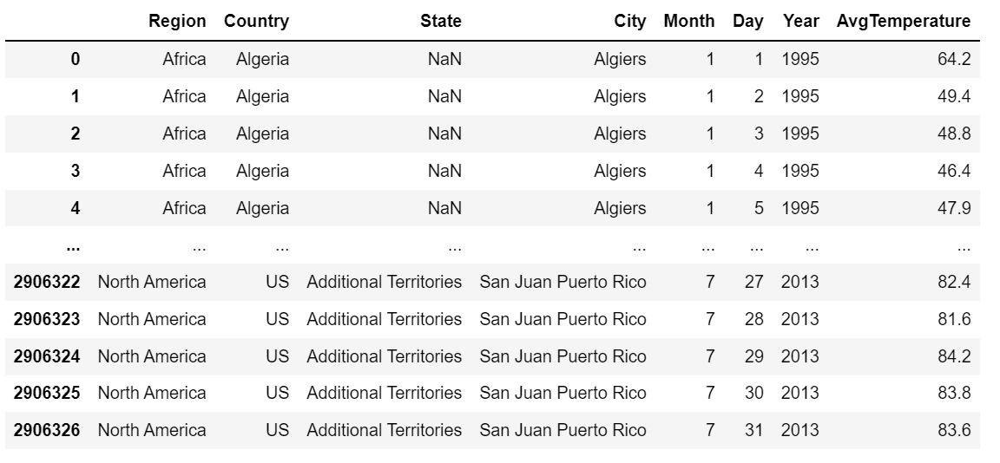 Region Country State City Month Day Year AvgTemperature
0 Africa Algeria NaN Algiers 1 1 1995 64.2
1 Africa Algeria NaN Algiers 1 2 1995 49.4
2 Africa Algeria NaN Algiers 1 3 1995 48.8
3 Africa Algeria NaN Algiers 1 4 1995 46.4
4 Africa Algeria NaN Algiers 1 5 1995 47.9
... ... ... ... ... ... ... ... ...
2906322 North America US Additional Territories San Juan Puerto Rico 7 27 2013 82.4
2906323 North America US Additional Territories San Juan Puerto Rico 7 28 2013 81.6
2906324 North America US Additional Territories San Juan Puerto Rico 7 29 2013 84.2
2906325 North America US Additional Territories San Juan Puerto Rico 7 30 2013 83.8
2906326 North America US Additional Territories San Juan Puerto Rico 7 31 2013 83.6